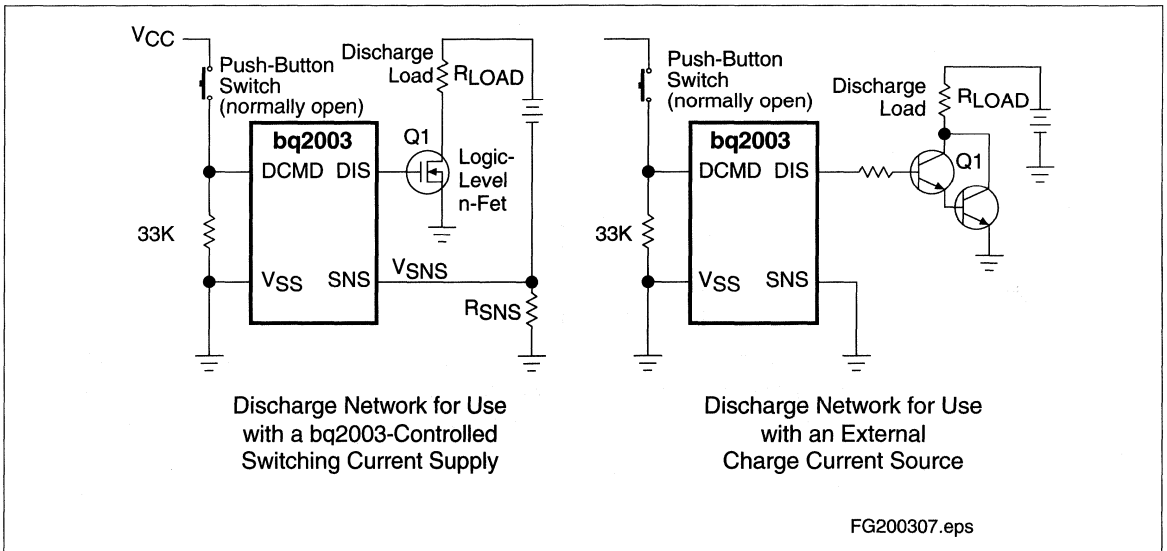 VCC
Push-Button
Switch
(normally open)
Discharge
Load
RLOAD
bq2003
DCMD DIS
Q1
Logic-
Level
n-Fet
33K
VSS SNS
VSNS
RSNS
Discharge Network for Use
with a bq2003-Controlled
Switching Current Supply
Push-Button
Switch
(normally open)
Discharge
Load
RLOAD
bq2003
DCMD DIS
Q1
33K
VSS SNS
Discharge Network for Use
with an External
Charge Current Source
FG200307.eps